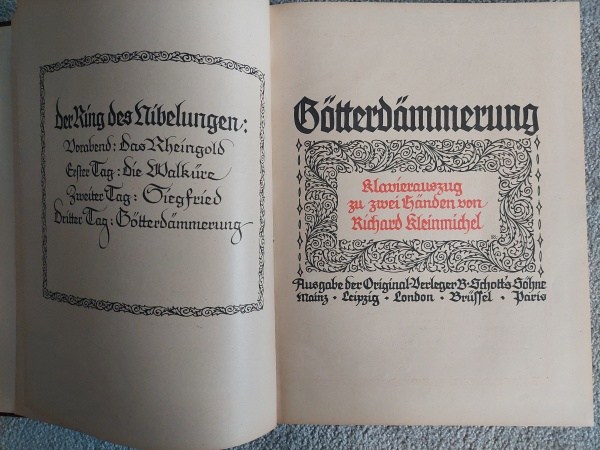 der Ring des Nibelungen:
Vorabend: Das Rheingold
Erster Tag: Die Walküre
Zweiter Tag: Siegfried
Dritter Tag: Götterdämmerung
Götterdämmerung
Klavierauszug
zu zwei Händen von
Richard Kleinmichel
Ausgabe der Original-Verleger B·Schott's Söhne
Mainz · Leipzig · London · Brüssel · Paris